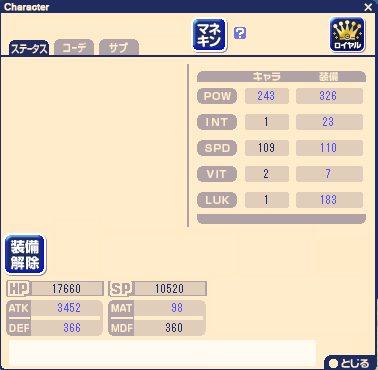 Character
マネキン
?
ロイヤル
ステータス コーデ サブ
キャラ 装備
POW 243 326
INT 1 23
SPD 109 110
VIT 2 7
LUK 1 183
装備解除
HP 17660 SP 10520
ATK 3452 MAT 98
DEF 366 MDF 360
とじる